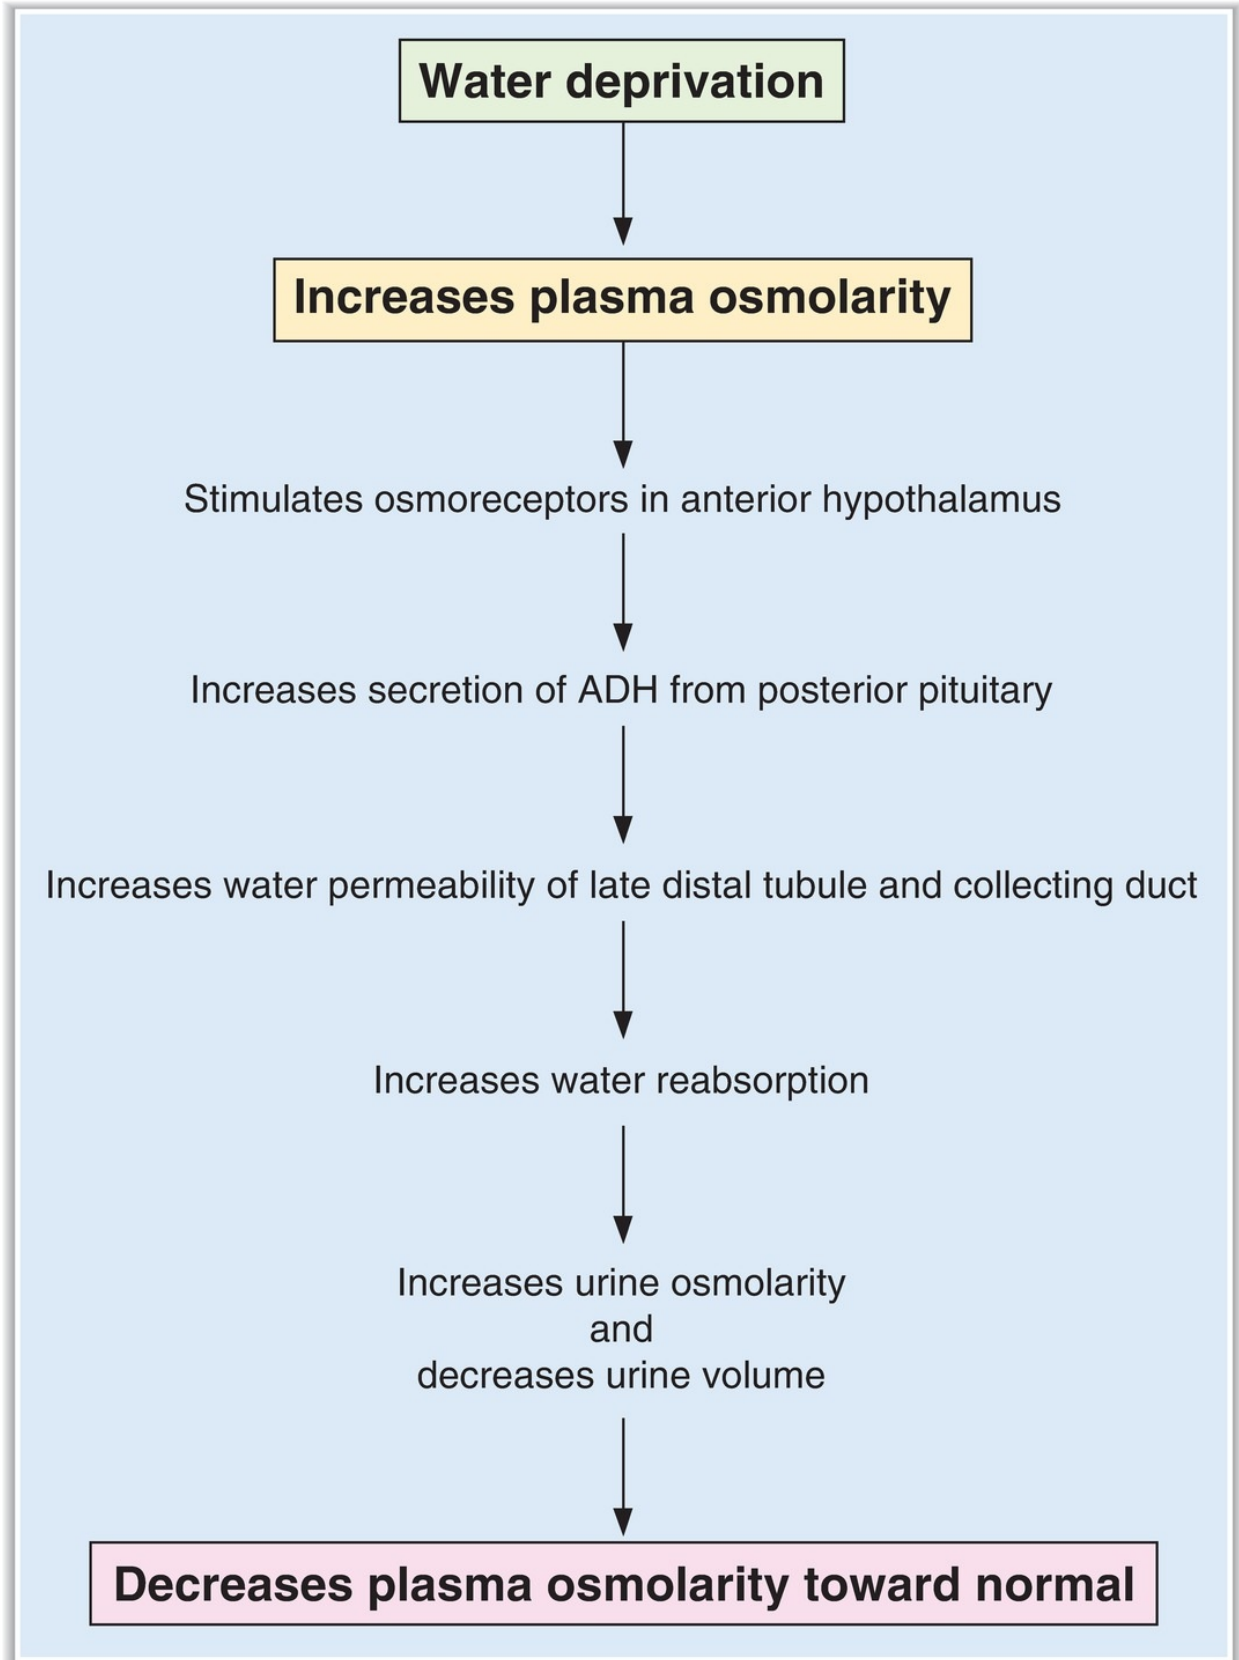 Water deprivation
Increases plasma osmolarity
Stimulates osmoreceptors in anterior hypothalamus
Increases secretion of ADH from posterior pituitary
Increases water permeability of late distal tubule and collecting duct
Increases water reabsorption
Increases urine osmolarity
and
decreases urine volume
Decreases plasma osmolarity toward normal